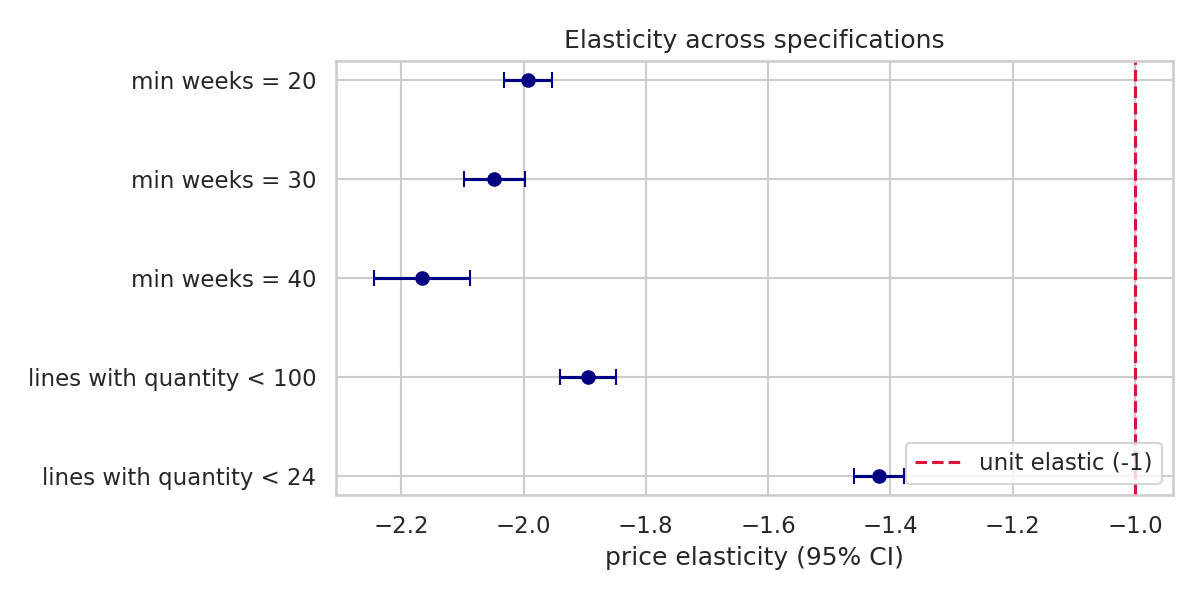 Elasticity across specifications
min weeks = 20
min weeks = 30
min weeks = 40
lines with quantity < 100
lines with quantity < 24
unit elastic (-1)
−2.2 −2.0 −1.8 −1.6 −1.4 −1.2 −1.0
price elasticity (95% CI)